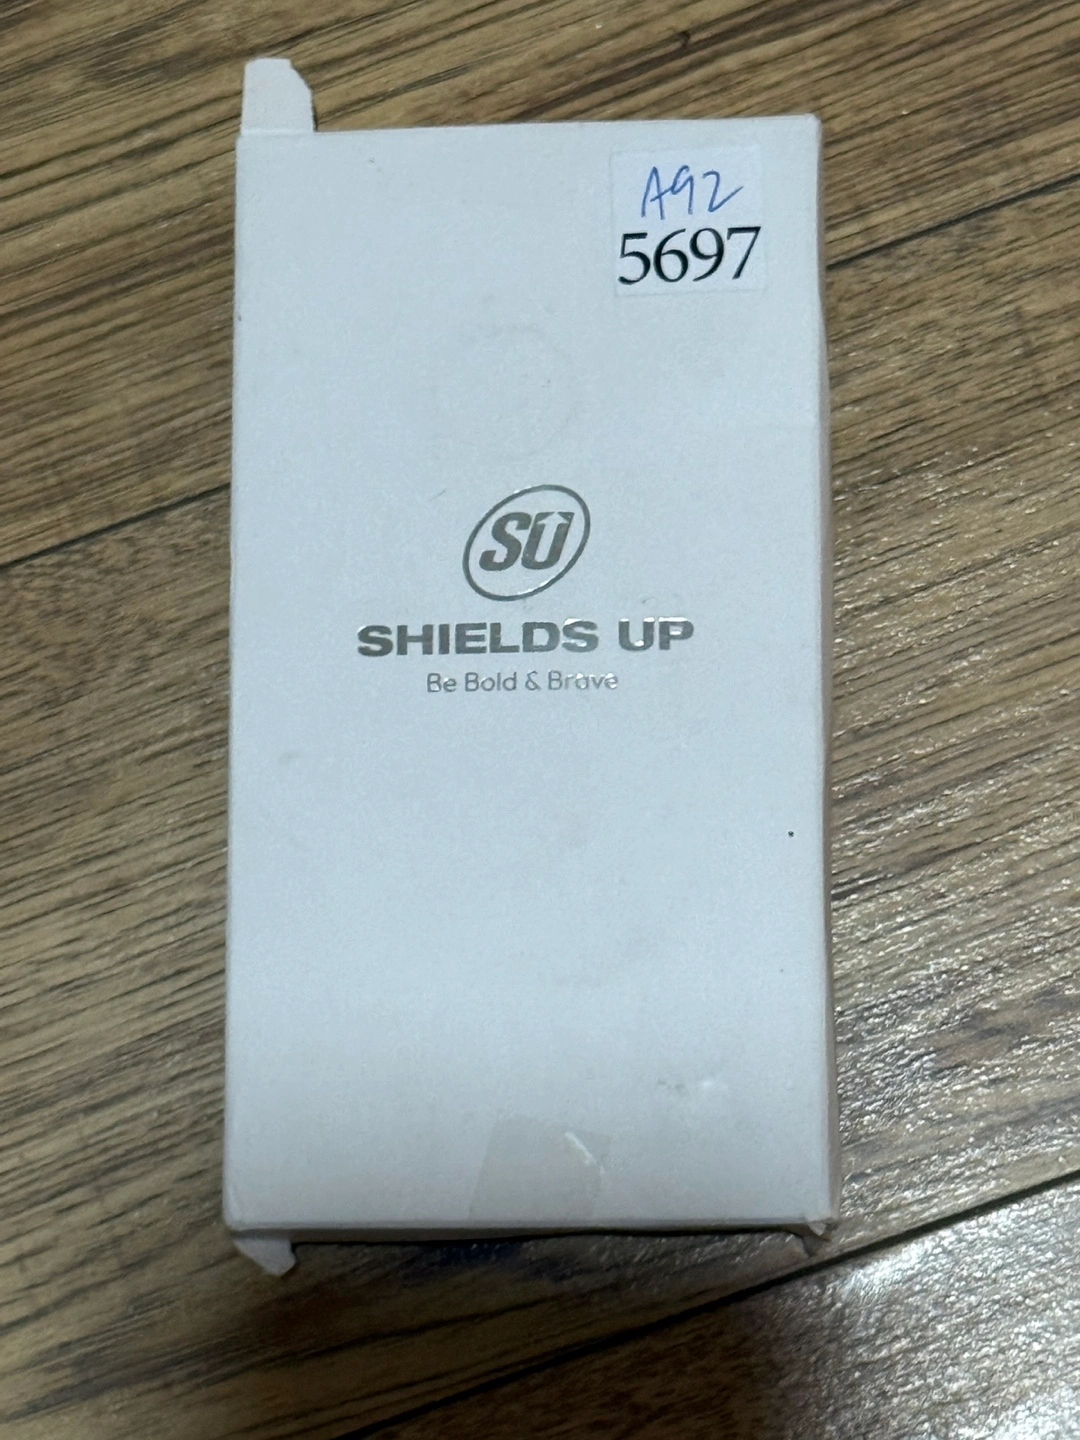 A92
5697
SU
SHIELDS UP
Be Bold & Brave